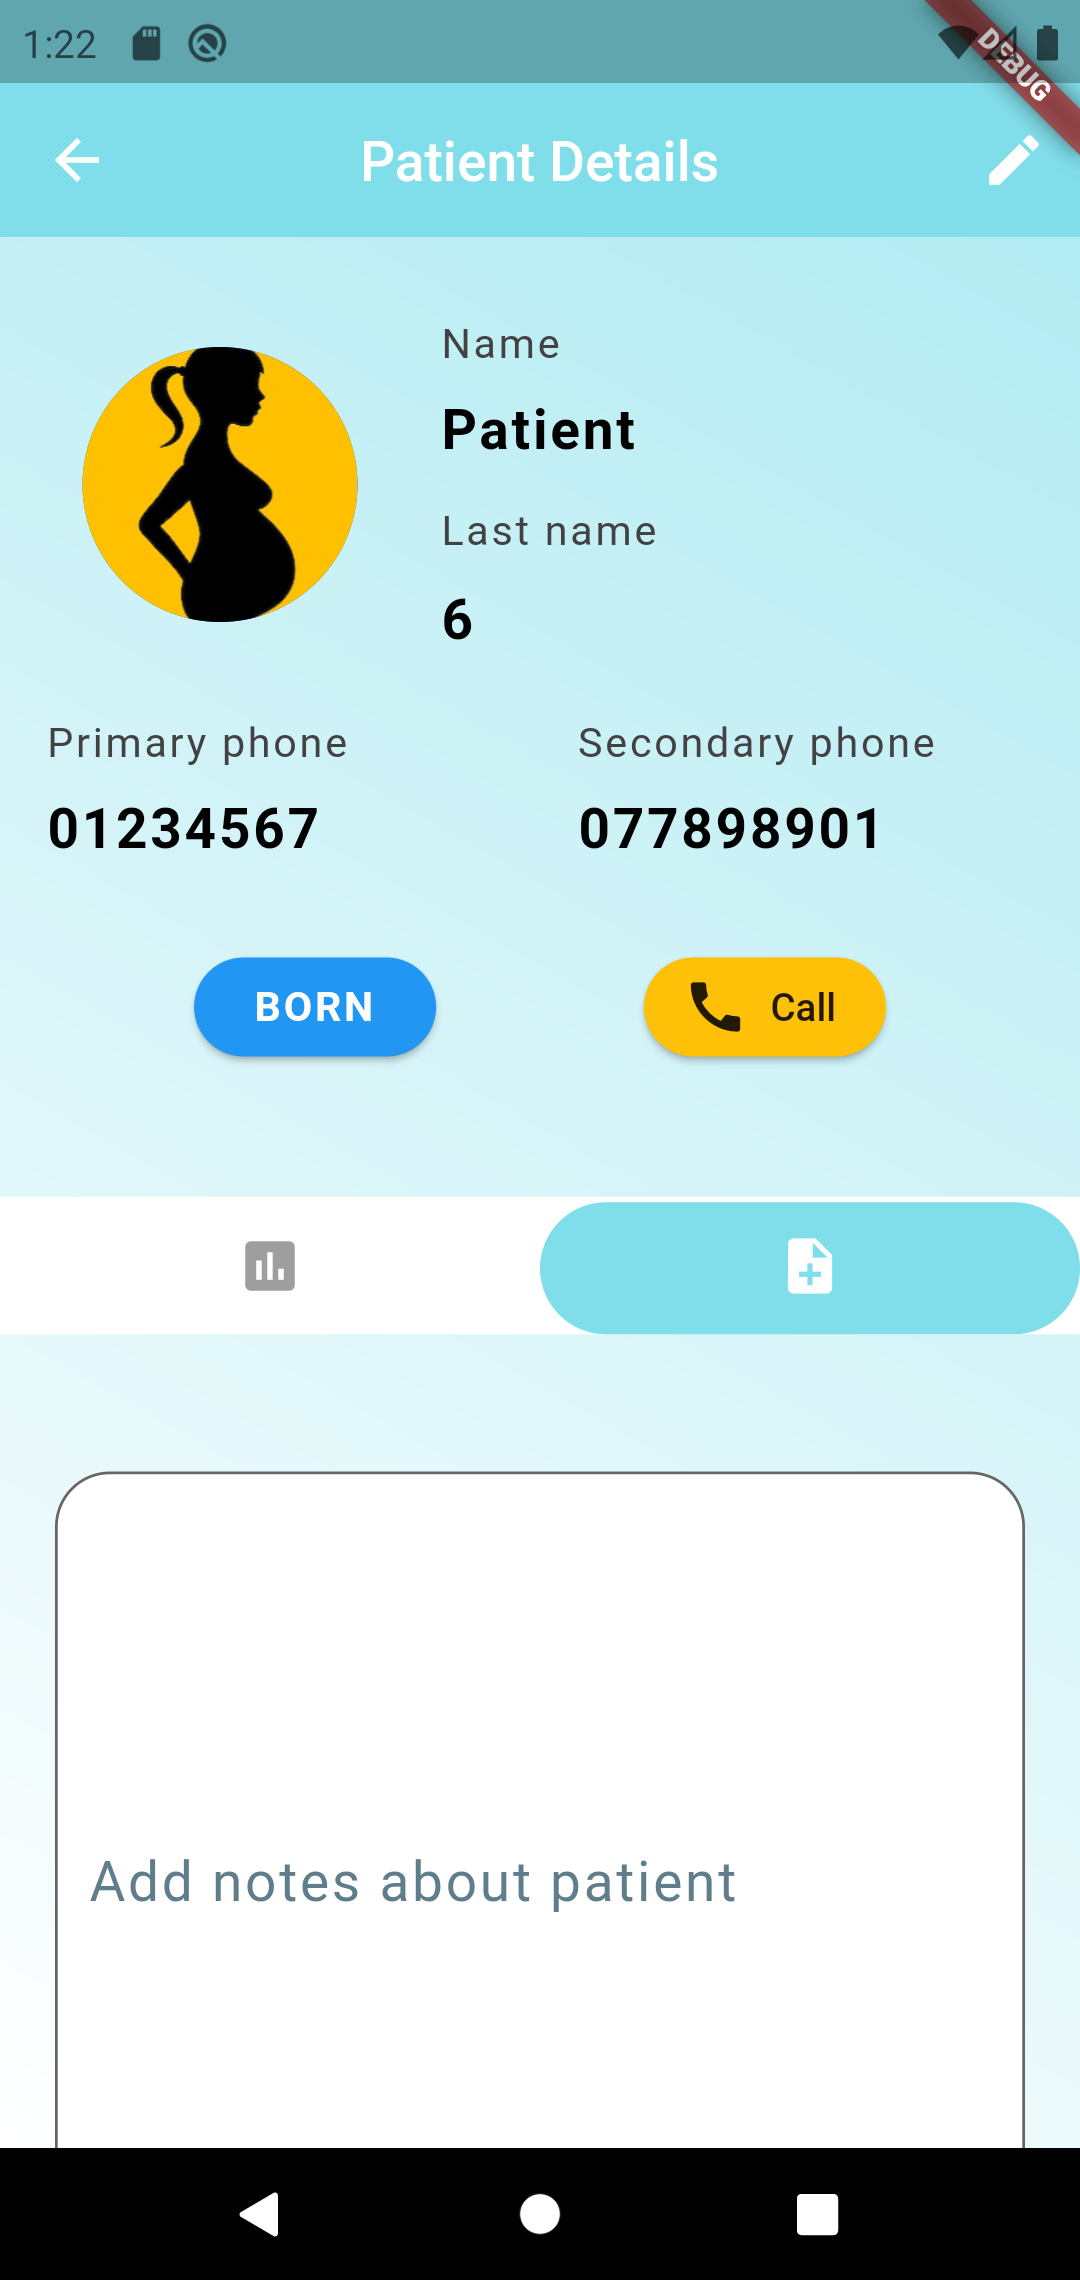 1:22
DEBUG
Patient Details
Name
Patient
Last name
6
Primary phone
Secondary phone
01234567
077898901
BORN
Call
Add notes about patient